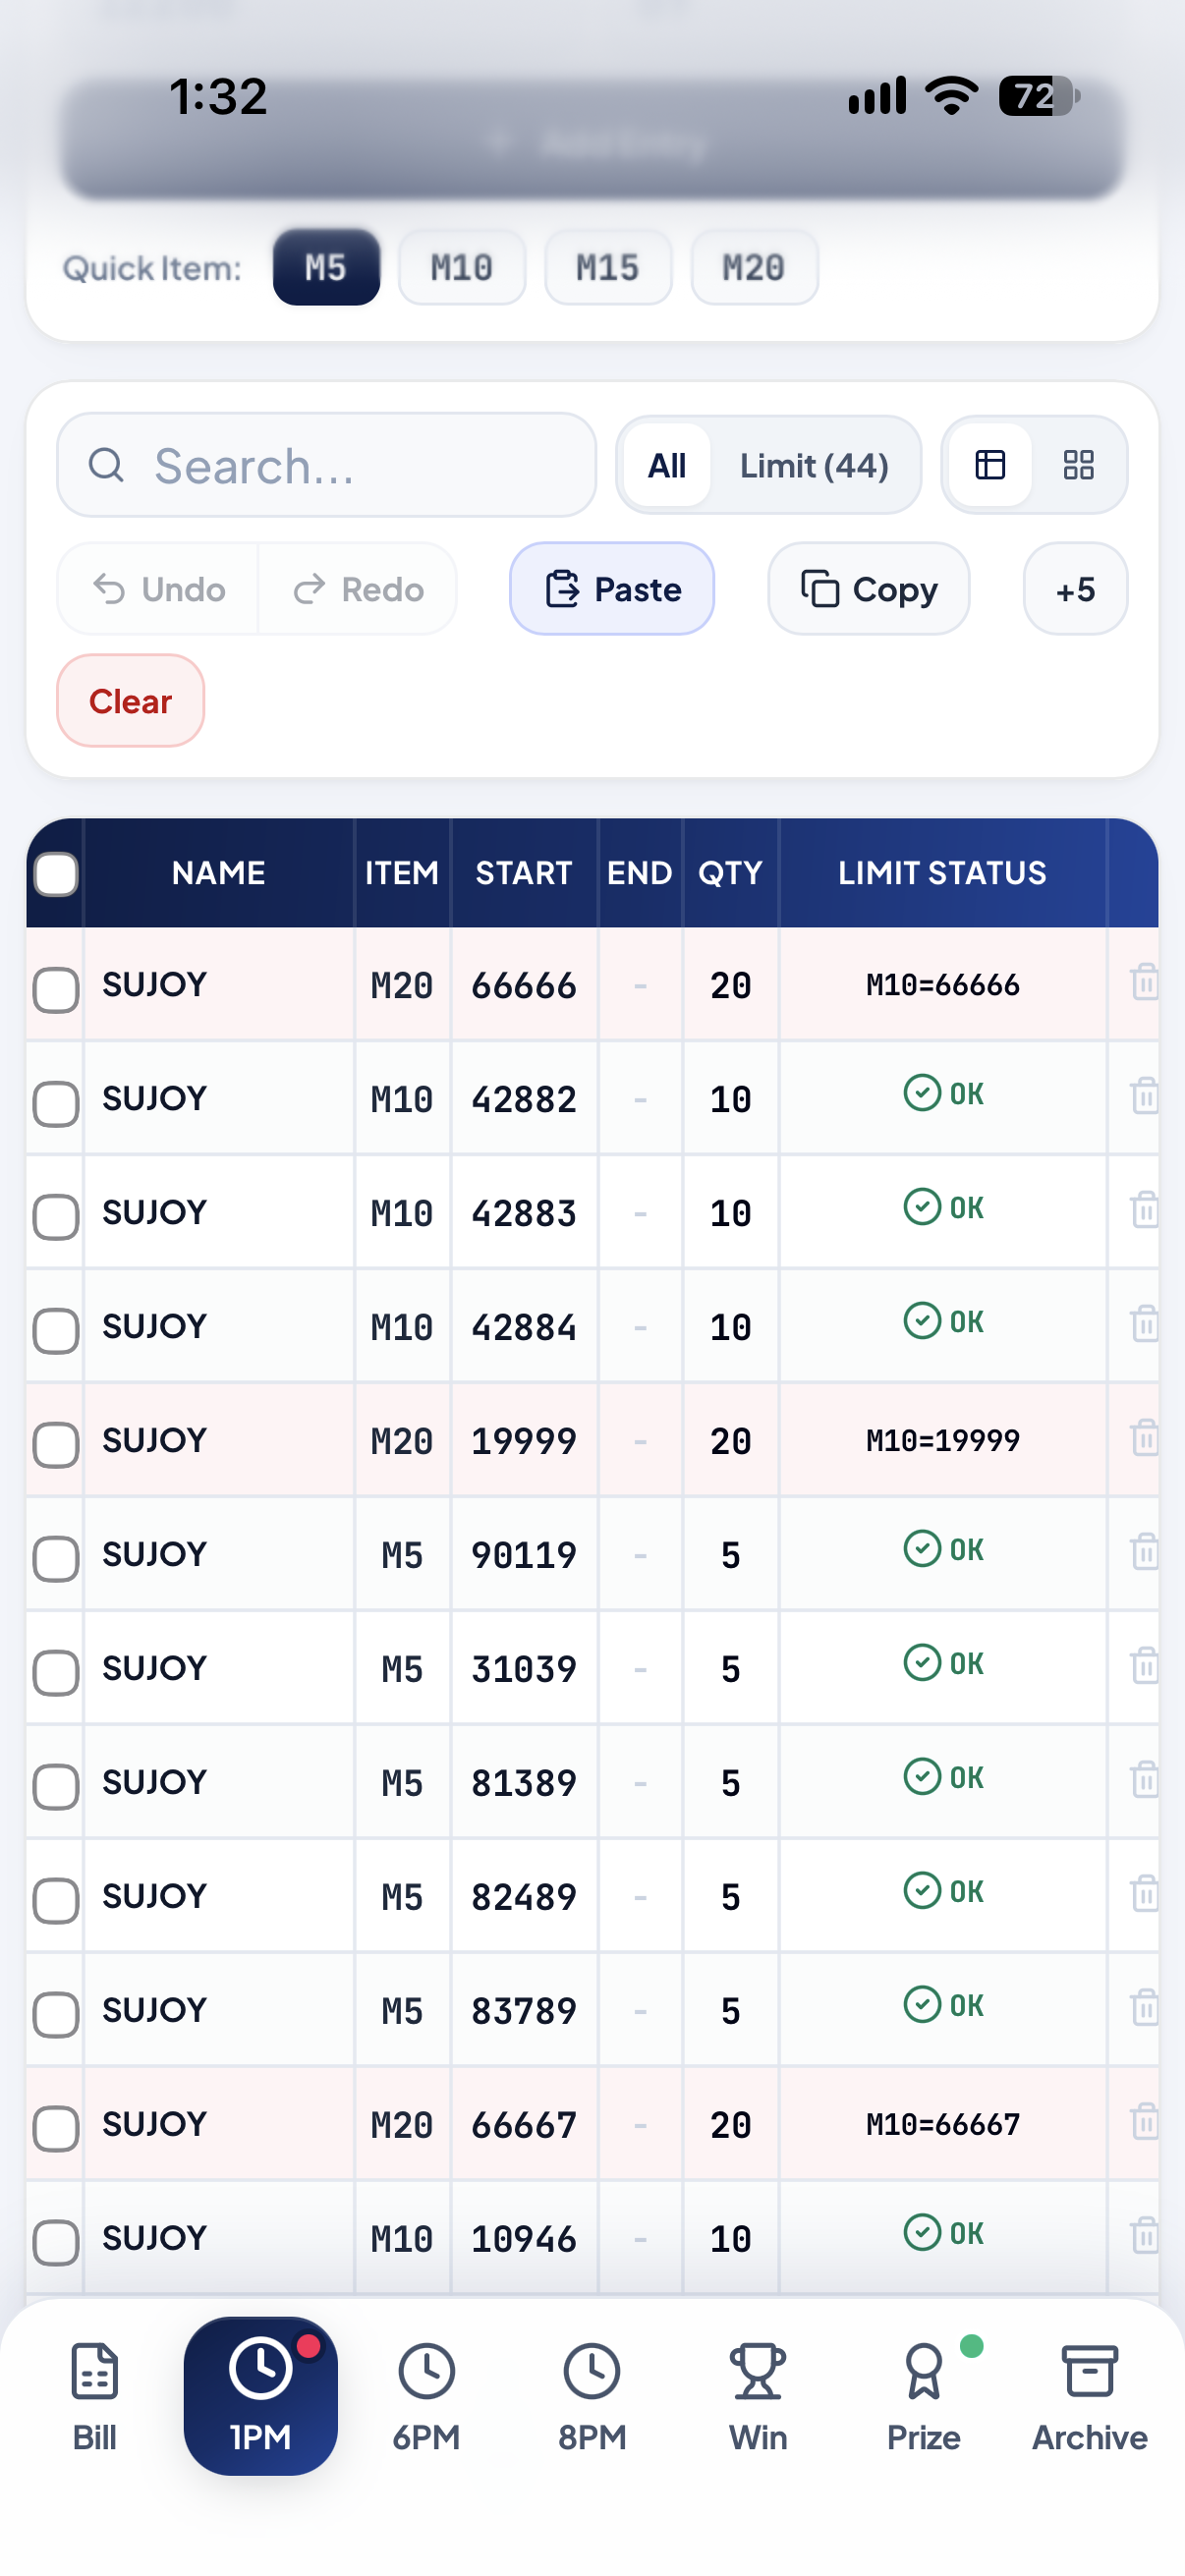 1:32
72
Add Entry
Quick Item: M5 M10 M15 M20
Search...
All Limit (44)
Undo Redo Paste Copy +5
Clear
NAME ITEM START END QTY LIMIT STATUS
SUJOY M20 66666 - 20 M10=66666
SUJOY M10 42882 - 10 OK
SUJOY M10 42883 - 10 OK
SUJOY M10 42884 - 10 OK
SUJOY M20 19999 - 20 M10=19999
SUJOY M5 90119 - 5 OK
SUJOY M5 31039 - 5 OK
SUJOY M5 81389 - 5 OK
SUJOY M5 82489 - 5 OK
SUJOY M5 83789 - 5 OK
SUJOY M20 66667 - 20 M10=66667
SUJOY M10 10946 - 10 OK
Bill 1PM 6PM 8PM Win Prize Archive